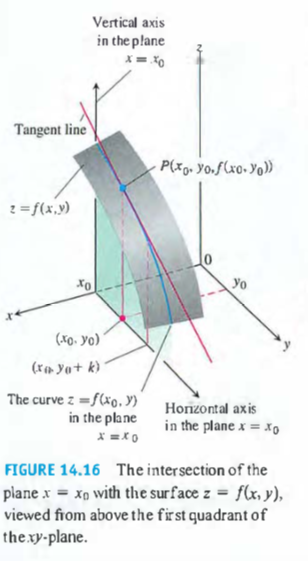 Vertical axis
in the plane
x = x0
z
Tangent line
P(x0, y0, f(x0, y0))
z = f(x, y)
0
x0
y0
x
(x0, y0)
y
(x0, y0 + k)
The curve z = f(x0, y)
in the plane
x = x0
Horizontal axis
in the plane x = x0
FIGURE 14.16 The intersection of the
plane x = x0 with the surface z = f(x, y),
viewed from above the first quadrant of
the xy-plane.